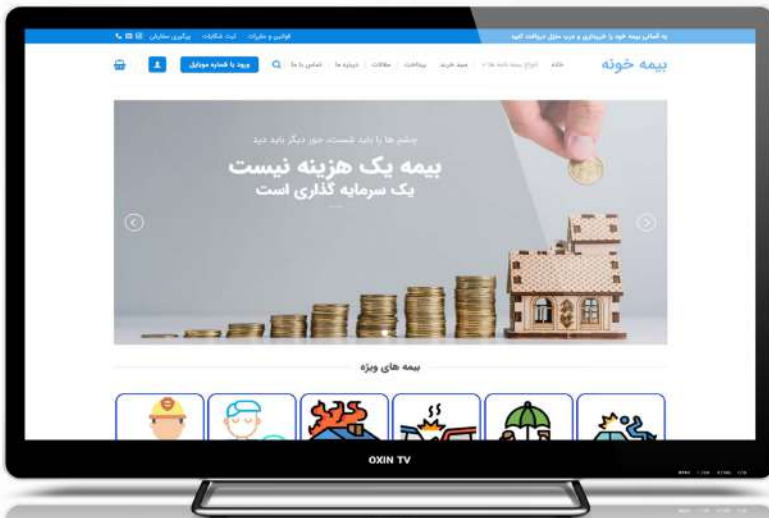 به آسانی بیمه خود را خریداری و درب منزل دریافت کنید
قوانین و مقررات ثبت شکایات پیگیری سفارش
بیمه خونه
خانه انواع بیمه نامه ها سبد خرید پرداخت مقالات درباره ما تماس با ما ورود با شماره موبایل
چشم ها را باید شست، جور دیگر باید دید
بیمه یک هزینه نیست
یک سرمایه گذاری است
بیمه های ویژه
OXIN TV